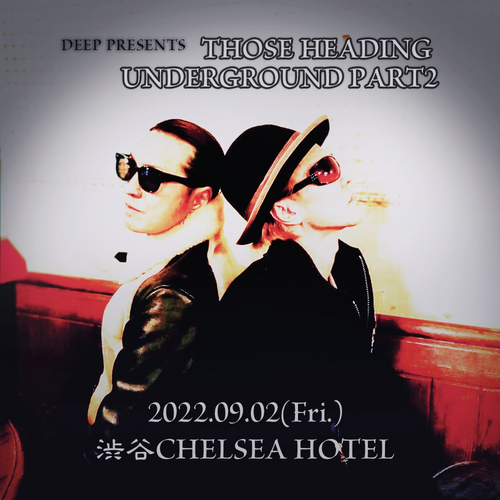 DEEP PRESENTS THOSE HEADING
UNDERGROUND PART2
2022.09.02(Fri.)
渋谷CHELSEA HOTEL